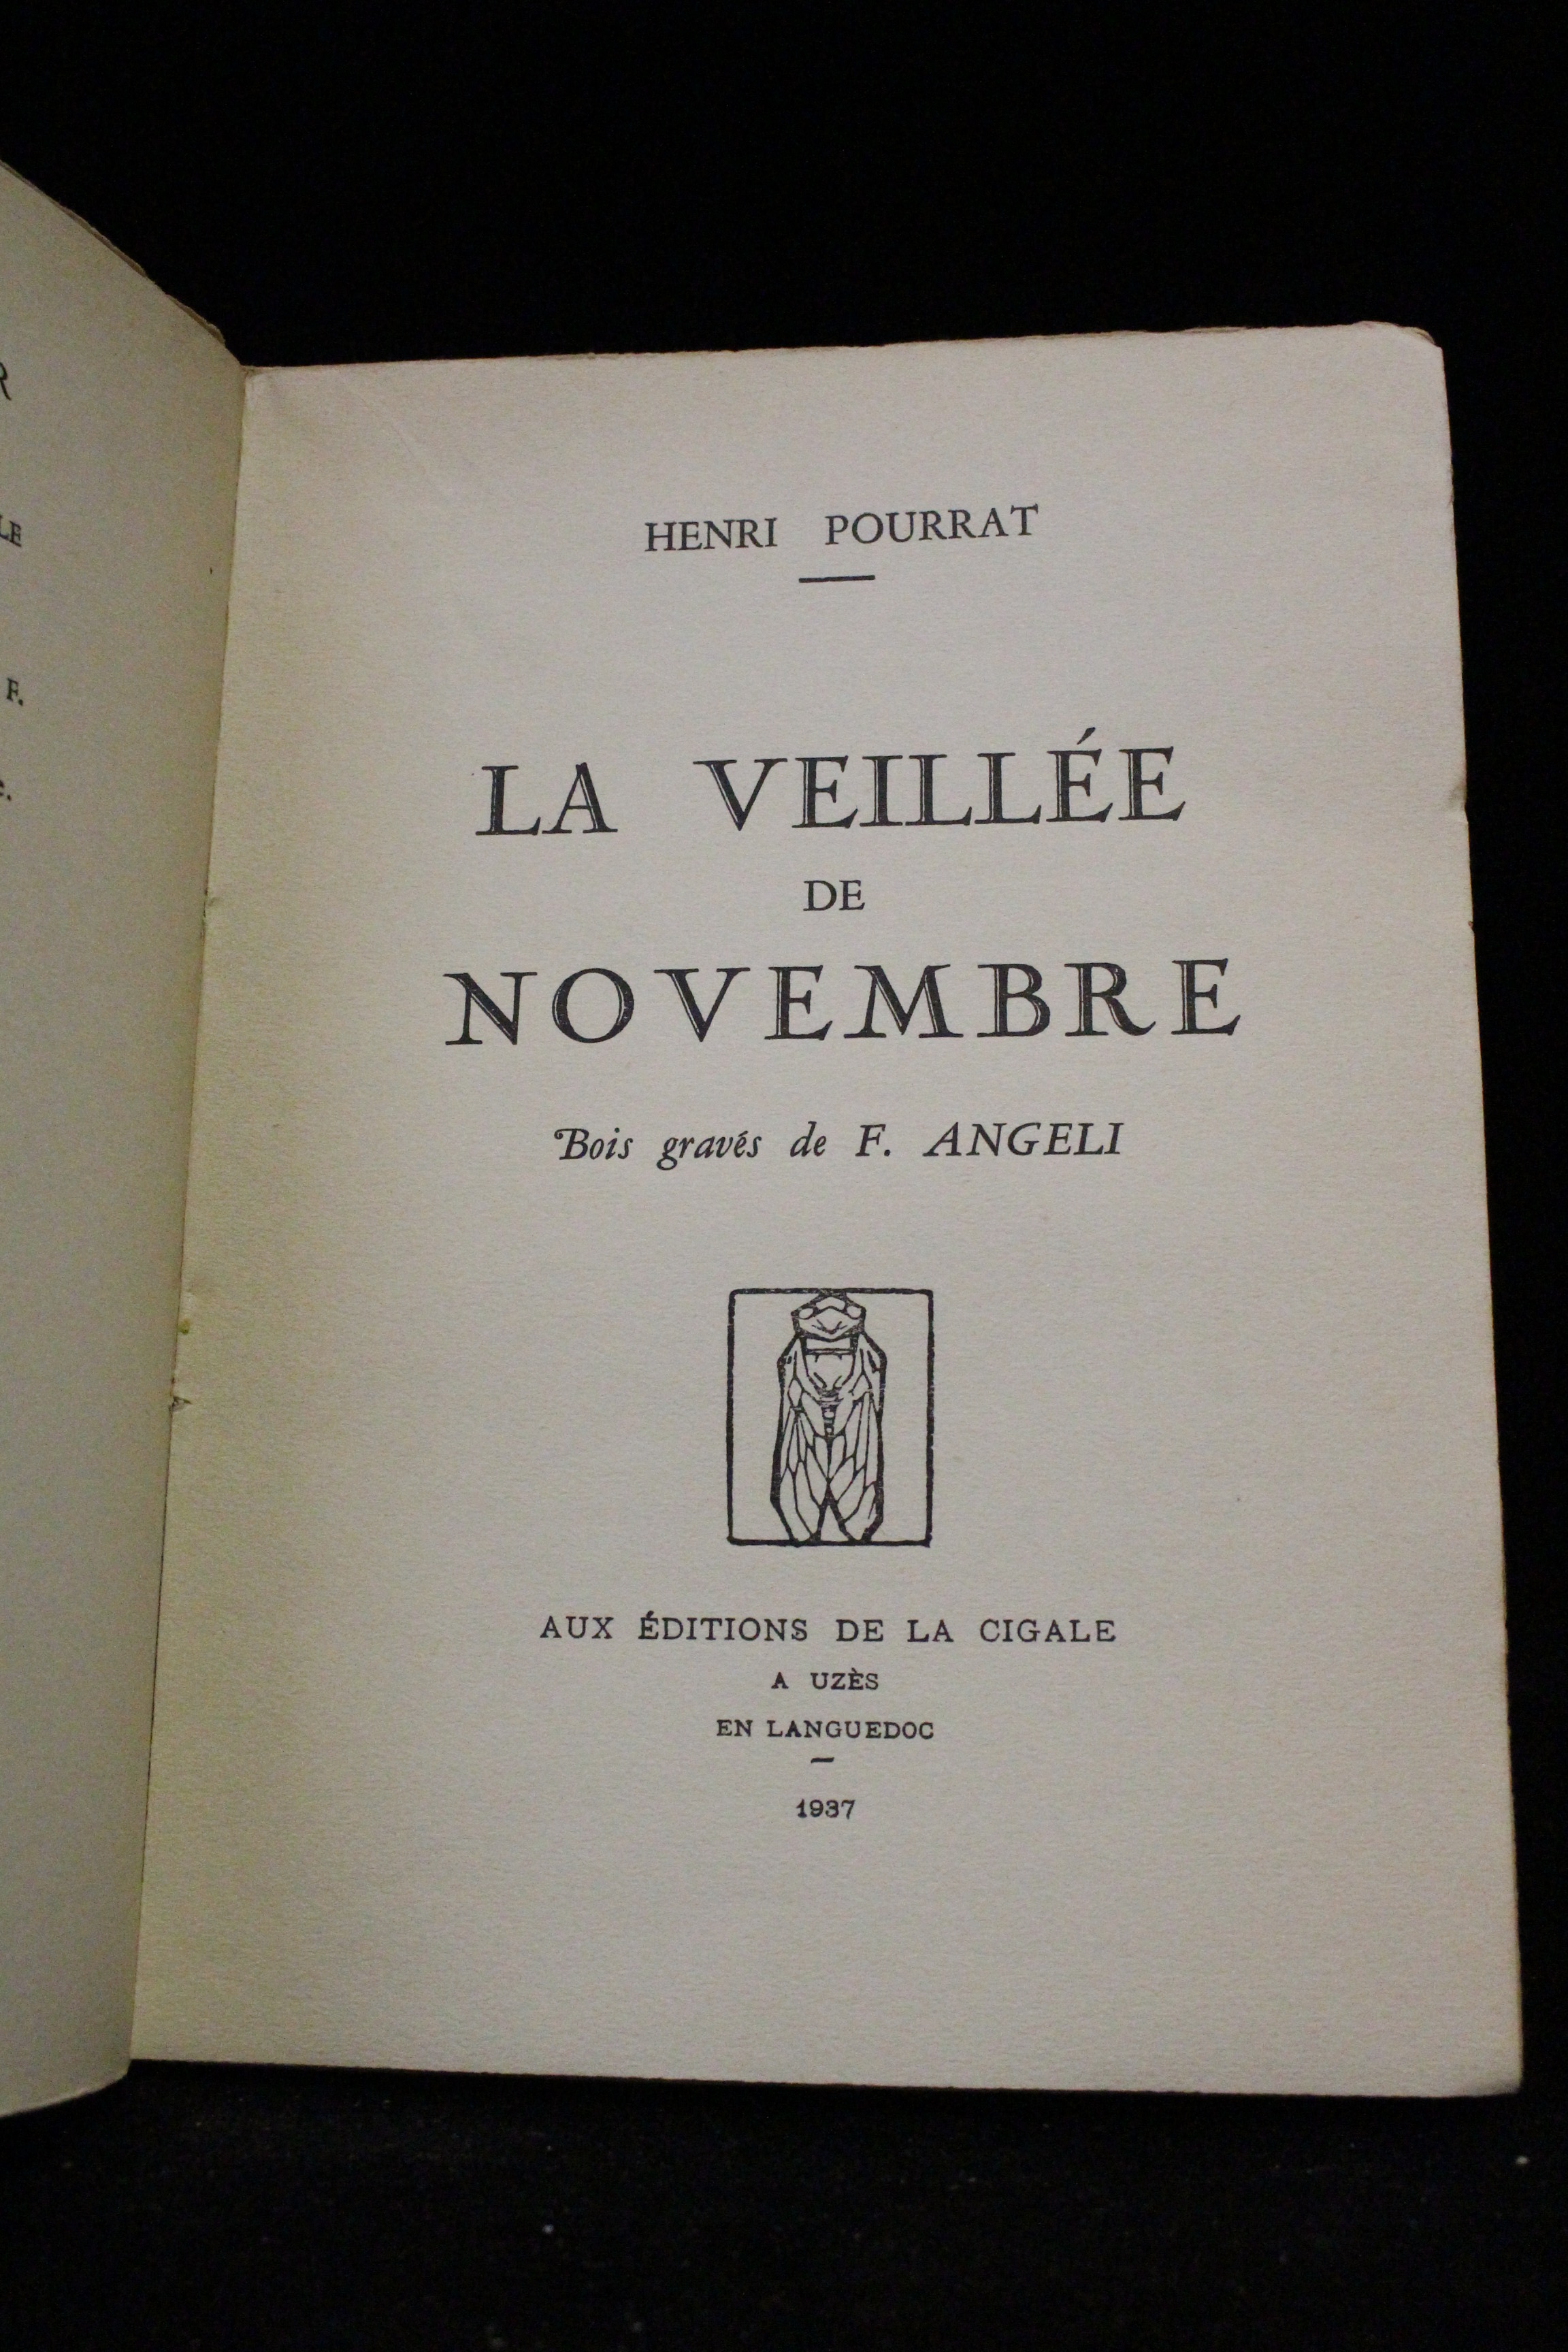 R
LE
F.
HENRI POURRAT
LA VEILLÉE
DE
NOVEMBRE
Bois gravés de F. ANGELI
AUX ÉDITIONS DE LA CIGALE
A UZÈS
EN LANGUEDOC
1937